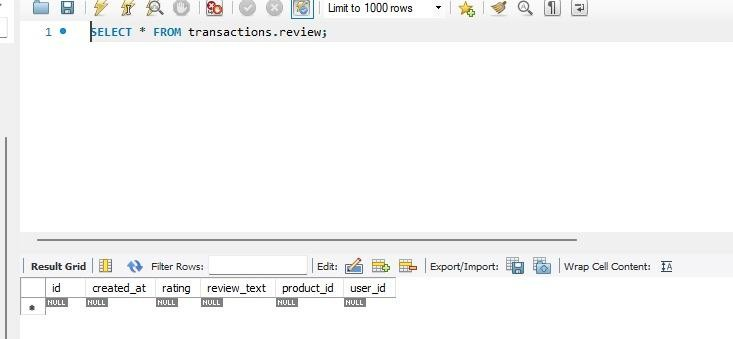 Limit to 1000 rows
1 SELECT * FROM transactions.review;
Result Grid Filter Rows: Edit: Export/Import: Wrap Cell Content: IA
id created_at rating review_text product_id user_id
* NULL NULL NULL NULL NULL NULL